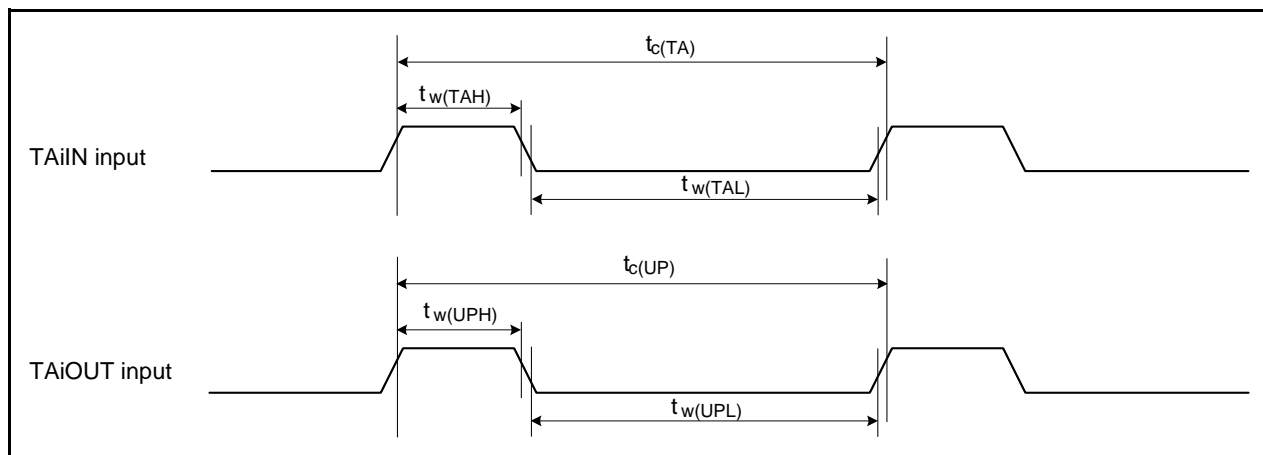 tc(TA)
tw(TAH)
TAiIN input
tw(TAL)
tc(UP)
tw(UPH)
TAiOUT input
tw(UPL)